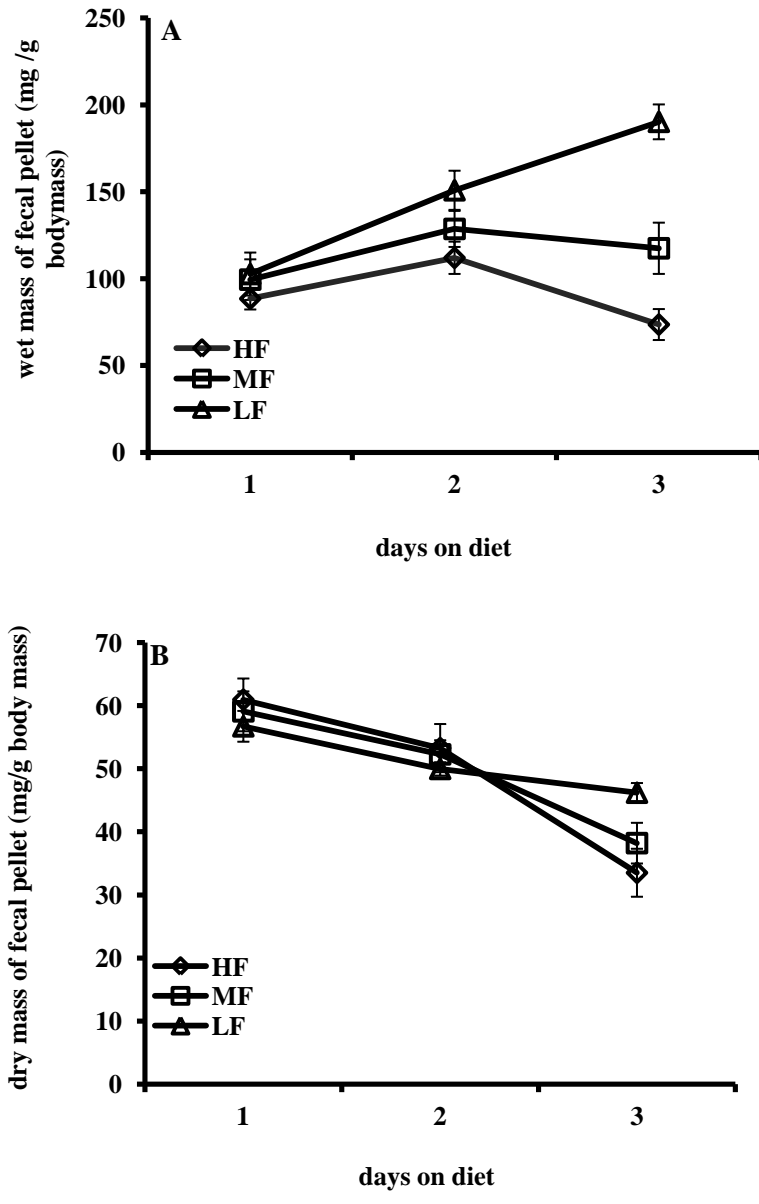 A
wet mass of fecal pellet (mg /g
bodymass)
250
200
150
100
50
0
HF
MF
LF
1 2 3
days on diet
B
dry mass of fecal pellet (mg/g body mass)
70
60
50
40
30
20
10
0
HF
MF
LF
1 2 3
days on diet